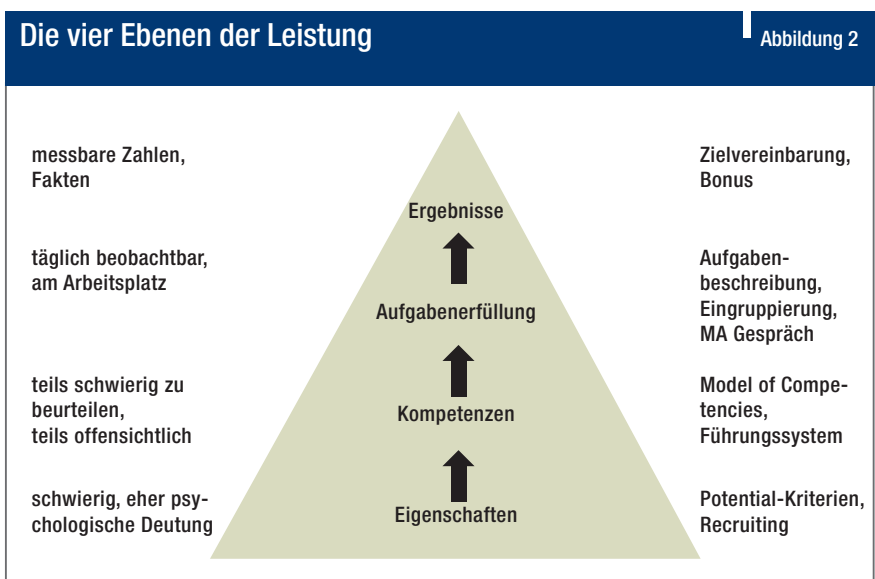 Die vier Ebenen der Leistung
Abbildung 2
messbare Zahlen,
Fakten
Ergebnisse
Zielvereinbarung,
Bonus
täglich beobachtbar,
am Arbeitsplatz
Aufgabenerfüllung
Aufgaben-
beschreibung,
Eingruppierung,
MA Gespräch
teils schwierig zu
beurteilen,
teils offensichtlich
Kompetenzen
Model of Compe-
tencies,
Führungssystem
schwierig, eher psy-
chologische Deutung
Eigenschaften
Potential-Kriterien,
Recruiting